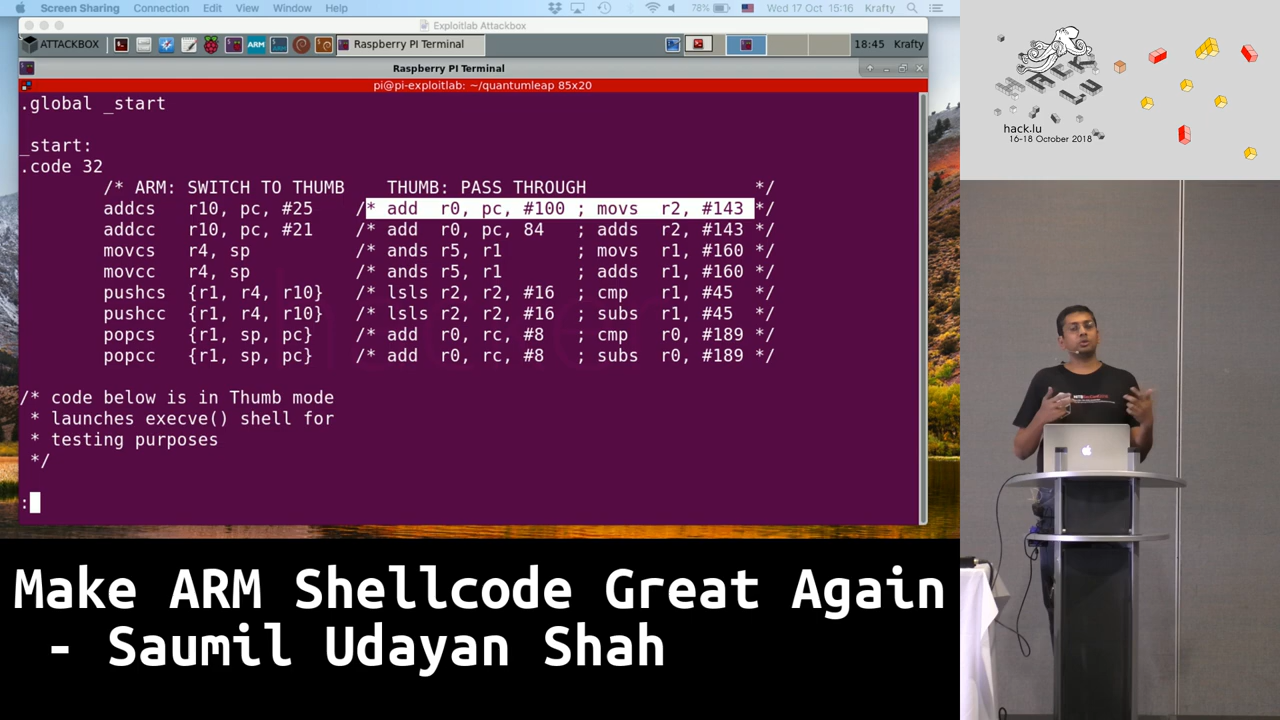 Screen Sharing Connection Edit View Window Help 78% Wed 17 Oct 15:16 Krafty
Exploitlab Attackbox
ATTACKBOX ARM Raspberry PI Terminal 18:45 Krafty
Raspberry PI Terminal
pi@pi-exploitlab: ~/quantumleap 85x20
.global _start
_start:
.code 32
/* ARM: SWITCH TO THUMB THUMB: PASS THROUGH */
addcs r10, pc, #25 /* add r0, pc, #100 ; movs r2, #143 */
addcc r10, pc, #21 /* add r0, pc, 84 ; adds r2, #143 */
movcs r4, sp /* ands r5, r1 ; movs r1, #160 */
movcc r4, sp /* ands r5, r1 ; adds r1, #160 */
pushcs {r1, r4, r10} /* lsls r2, r2, #16 ; cmp r1, #45 */
pushcc {r1, r4, r10} /* lsls r2, r2, #16 ; subs r1, #45 */
popcs {r1, sp, pc} /* add r0, rc, #8 ; cmp r0, #189 */
popcc {r1, sp, pc} /* add r0, rc, #8 ; subs r0, #189 */
/* code below is in Thumb mode
* launches execve() shell for
* testing purposes
*/
:
hack.lu
16-18 October 2018
Make ARM Shellcode Great Again
- Saumil Udayan Shah